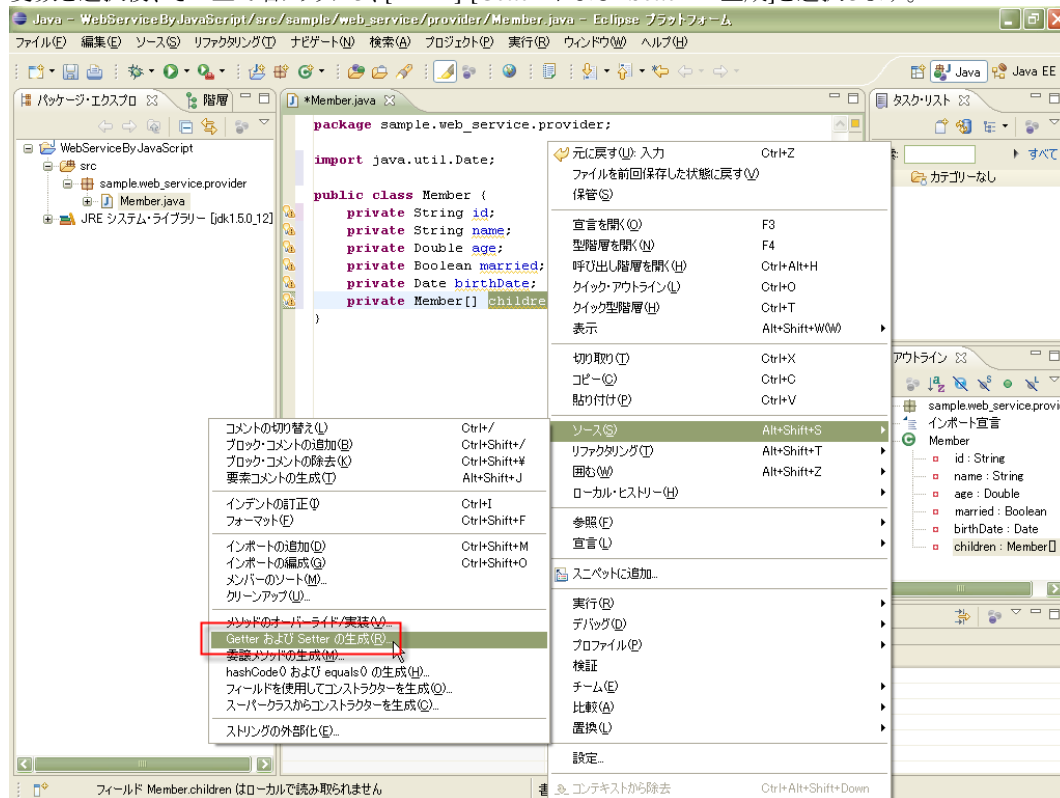 Java - WebServiceByJavaScript/src/sample/web_service/provider/Member.java - Eclipse プラットフォーム
ファイル(F) 編集(E) ソース(S) リファクタリング(T) ナビゲート(N) 検索(A) プロジェクト(P) 実行(R) ウィンドウ(W) ヘルプ(H)
Java Java EE
パッケージ・エクスプロ 階層
WebServiceByJavaScript
src
sample.web_service.provider
Member.java
JRE システム・ライブラリー [jdk1.5.0_12]
*Member.java
package sample.web_service.provider;
import java.util.Date;
public class Member {
private String id;
private String name;
private Double age;
private Boolean married;
private Date birthDate;
private Member[] childre
}
元に戻す(U): 入力 Ctrl+Z
ファイルを前回保存した状態に戻す(V)
保管(S)
宣言を開く(O) F3
型階層を開く(N) F4
呼び出し階層を開く(H) Ctrl+Alt+H
クイック・アウトライン(L) Ctrl+O
クイック型階層(H) Ctrl+T
表示 Alt+Shift+W(W)
切り取り(T) Ctrl+X
コピー(C) Ctrl+C
貼り付け(P) Ctrl+V
ソース(S) Alt+Shift+S
リファクタリング(T) Alt+Shift+T
囲む(W) Alt+Shift+Z
ローカル・ヒストリー(H)
参照(F)
宣言(L)
スニペットに追加...
実行(R)
デバッグ(D)
プロファイル(P)
検証
チーム(E)
比較(A)
置換(L)
設定...
コンテキストから除去 Ctrl+Alt+Shift+Down
コメントの切り替え(L) Ctrl+/
ブロック・コメントの追加(B) Ctrl+Shift+/
ブロック・コメントの除去(K) Ctrl+Shift+¥
要素コメントの生成(T) Alt+Shift+J
インデントの訂正(I) Ctrl+I
フォーマット(F) Ctrl+Shift+F
インポートの追加(D) Ctrl+Shift+M
インポートの編成(G) Ctrl+Shift+O
メンバーのソート(M)...
クリーンアップ(U)...
メソッドのオーバーライド/実装(V)...
Getter および Setter の生成(R)...
委譲メソッドの生成(M)...
hashCode() および equals() の生成(H)...
フィールドを使用してコンストラクターを生成(O)...
スーパークラスからコンストラクターを生成(C)...
ストリングの外部化(E)...
タスク・リスト
すべて
カテゴリーなし
アウトライン
sample.web_service.provi
インポート宣言
Member
id : String
name : String
age : Double
married : Boolean
birthDate : Date
children : Member[]
フィールド Member.children はローカルで読み取られません